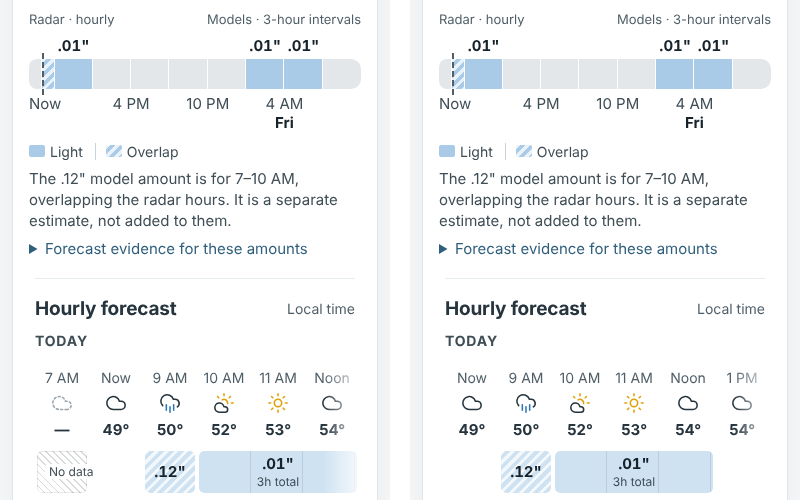 Radar · hourly Models · 3-hour intervals
.01" .01" .01"
Now 4 PM 10 PM 4 AM
Fri
Light Overlap
The .12" model amount is for 7–10 AM,
overlapping the radar hours. It is a separate
estimate, not added to them.
Forecast evidence for these amounts
Hourly forecast Local time
TODAY
7 AM Now 9 AM 10 AM 11 AM Noon
— 49° 50° 52° 53° 54°
No data .12" .01"
3h total
Radar · hourly Models · 3-hour intervals
.01" .01" .01"
Now 4 PM 10 PM 4 AM
Fri
Light Overlap
The .12" model amount is for 7–10 AM,
overlapping the radar hours. It is a separate
estimate, not added to them.
Forecast evidence for these amounts
Hourly forecast Local time
TODAY
Now 9 AM 10 AM 11 AM Noon 1 PM
49° 50° 52° 53° 54° 54°
.12" .01"
3h total